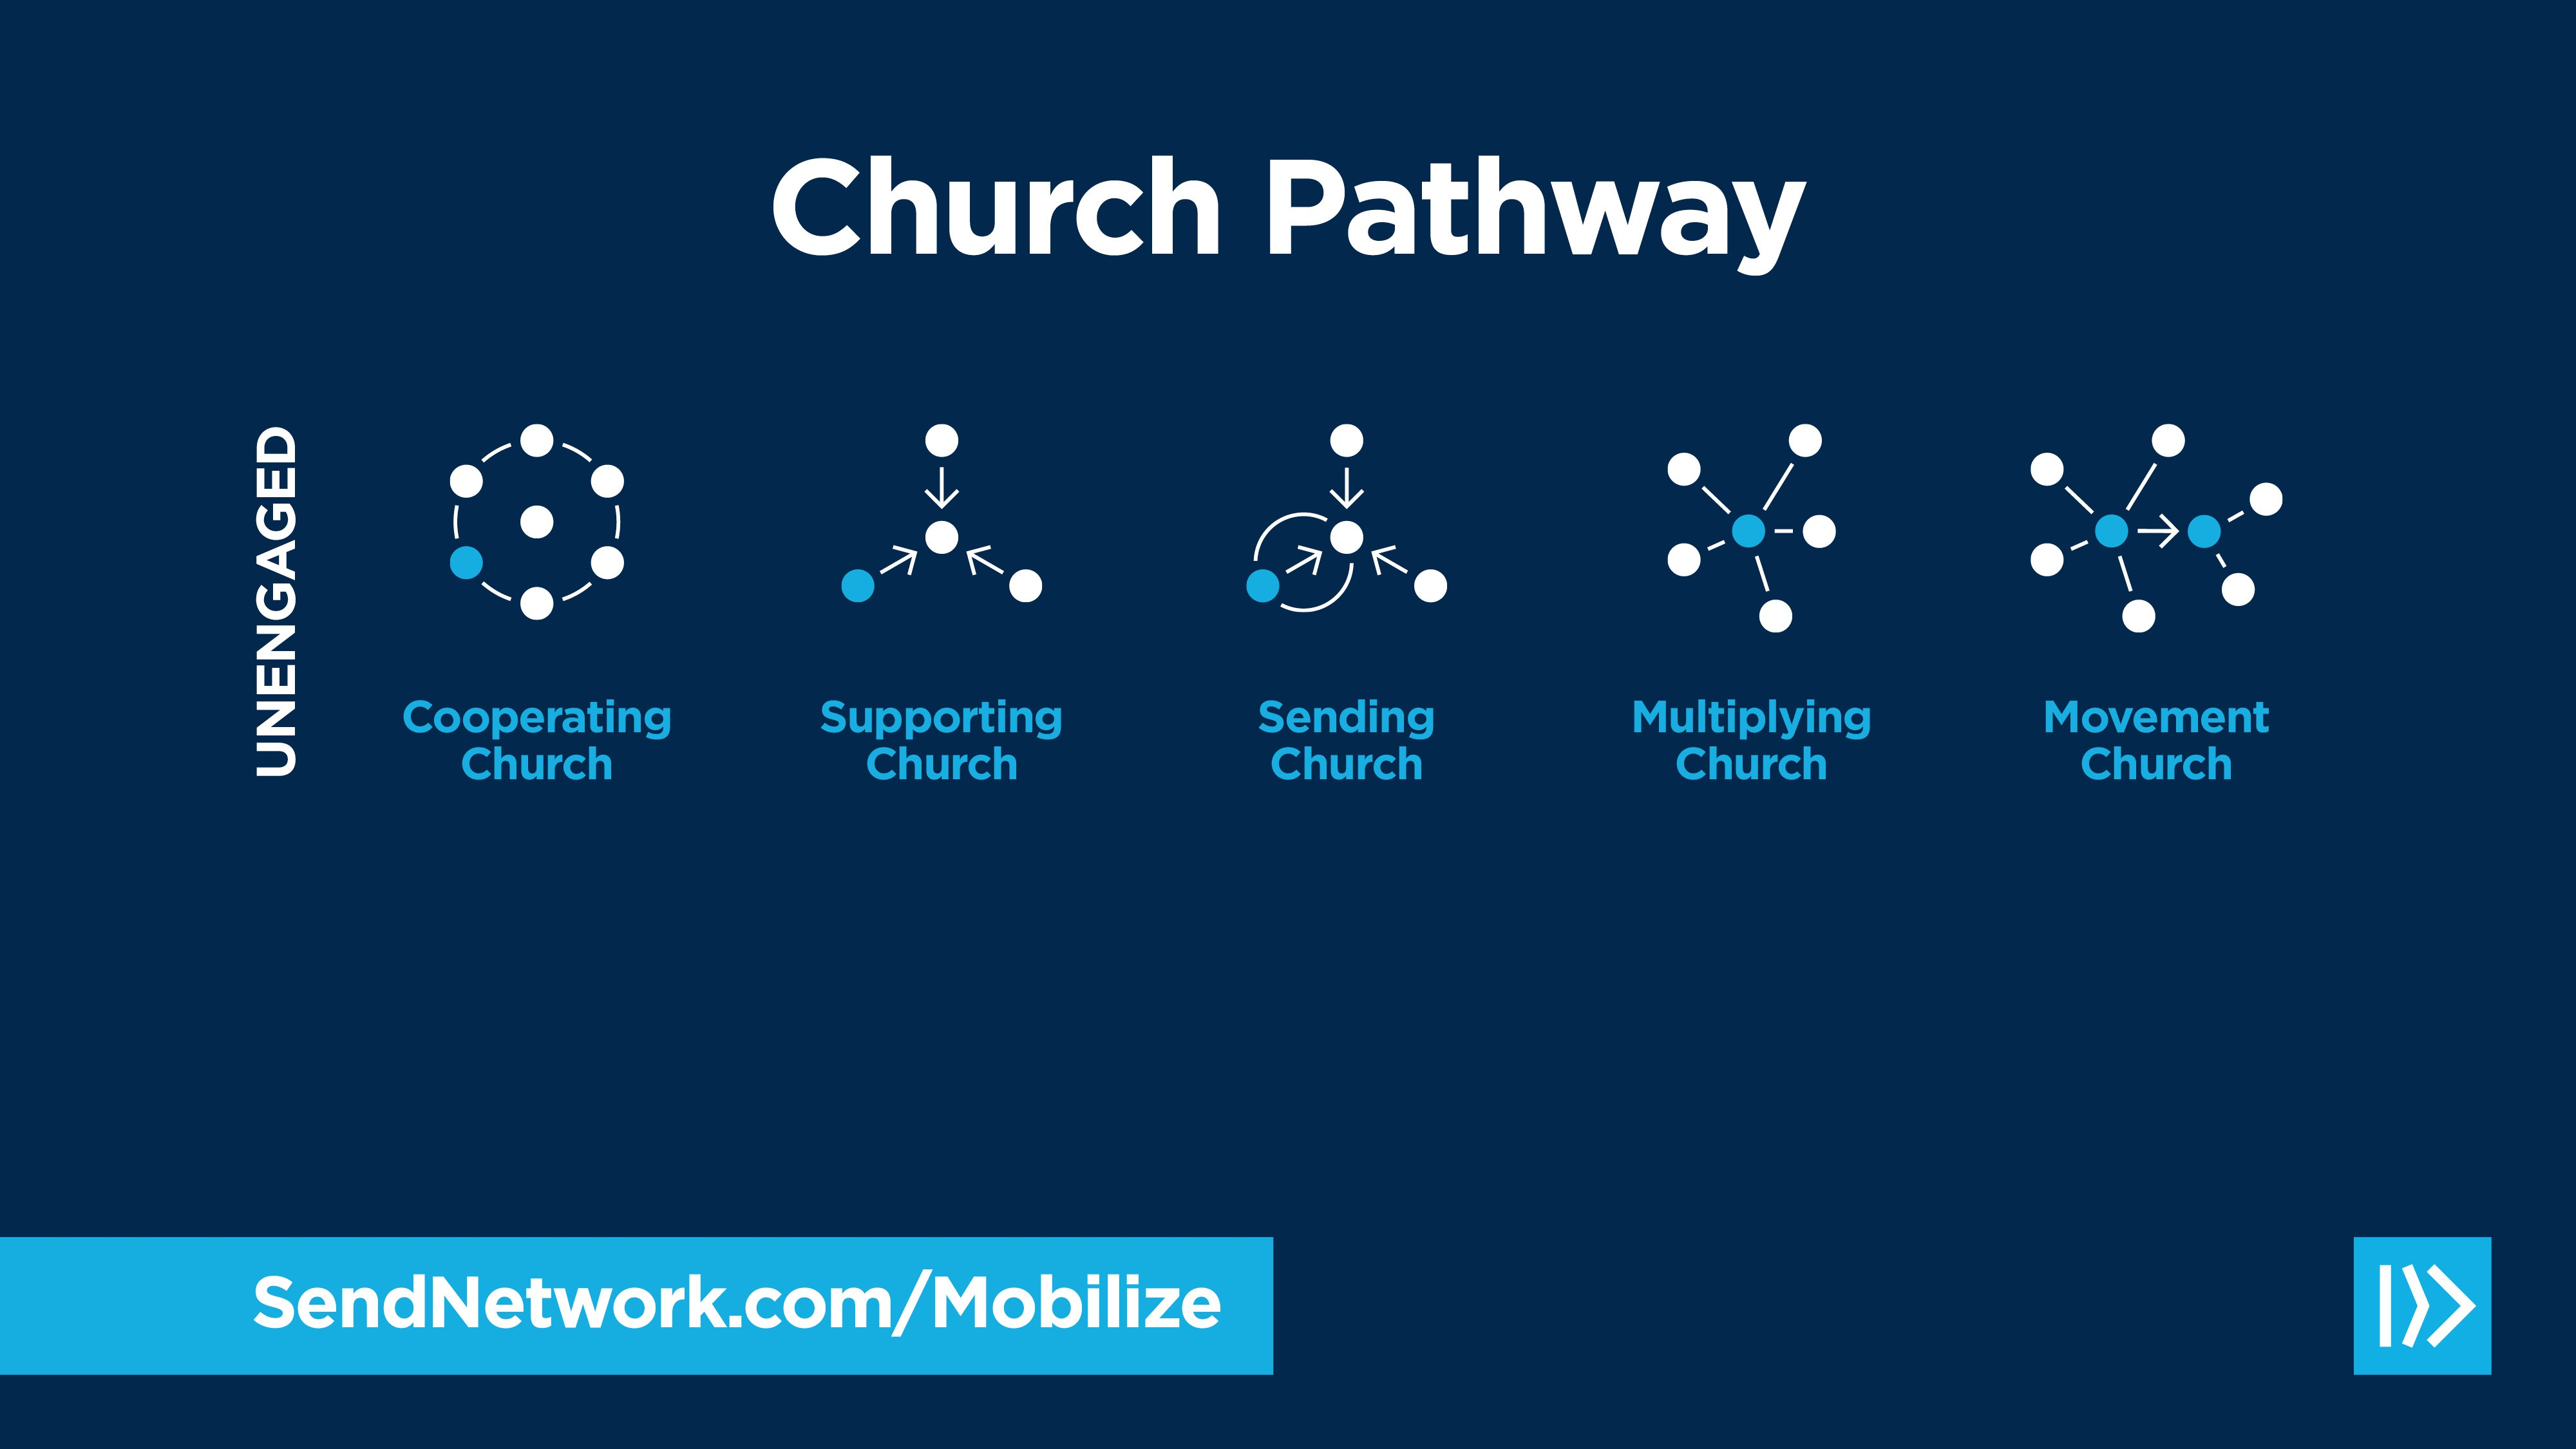 Church Pathway
UNENGAGED
Cooperating
Church
Supporting
Church
Sending
Church
Multiplying
Church
Movement
Church
SendNetwork.com/Mobilize